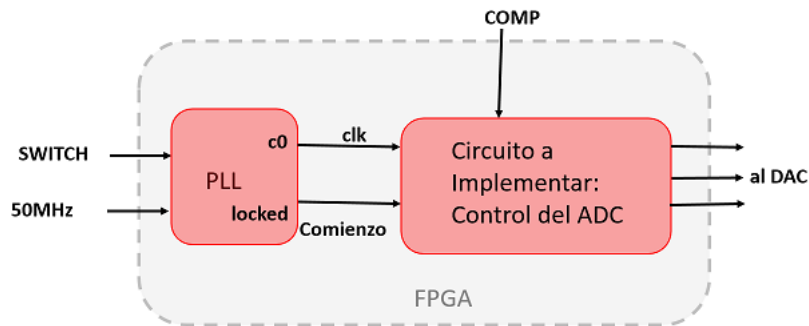 COMP
SWITCH
50MHz
PLL
c0
locked
clk
Comienzo
Circuito a
Implementar:
Control del ADC
al DAC
FPGA